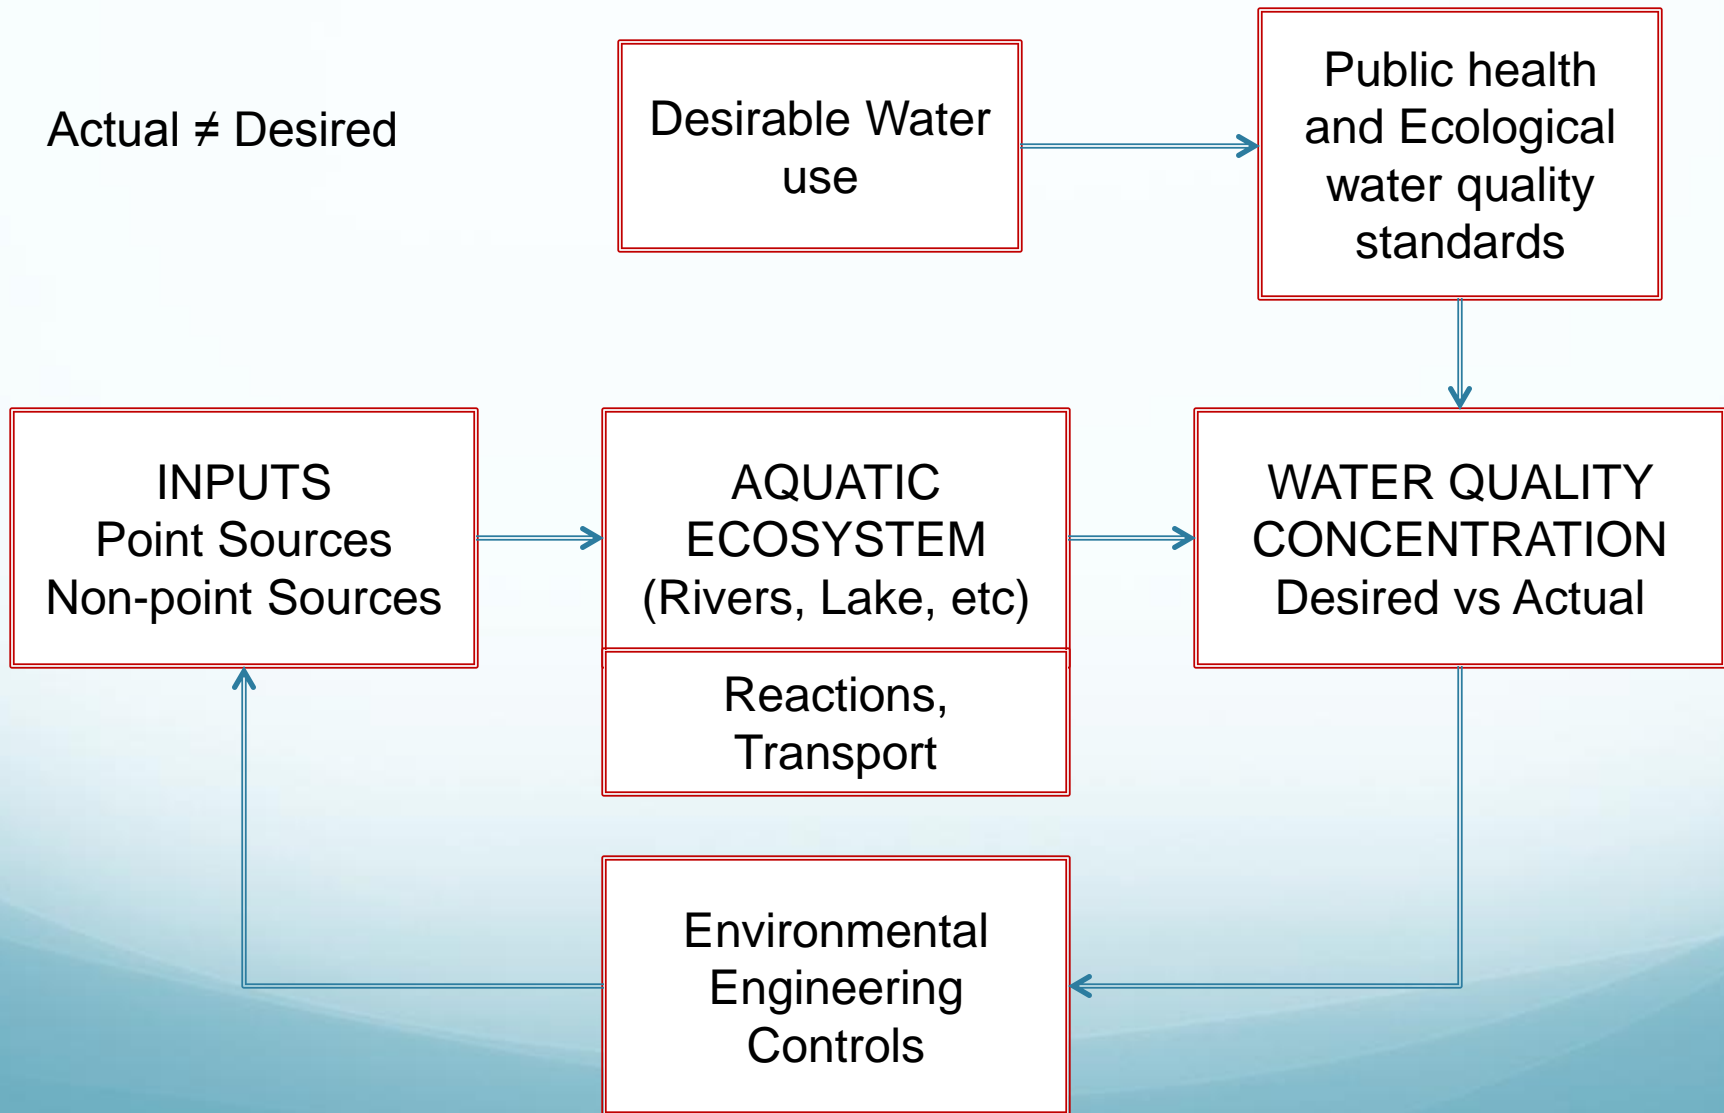 Actual ≠ Desired
Desirable Water
use
Public health
and Ecological
water quality
standards
INPUTS
Point Sources
Non-point Sources
AQUATIC
ECOSYSTEM
(Rivers, Lake, etc)
Reactions,
Transport
WATER QUALITY
CONCENTRATION
Desired vs Actual
Environmental
Engineering
Controls